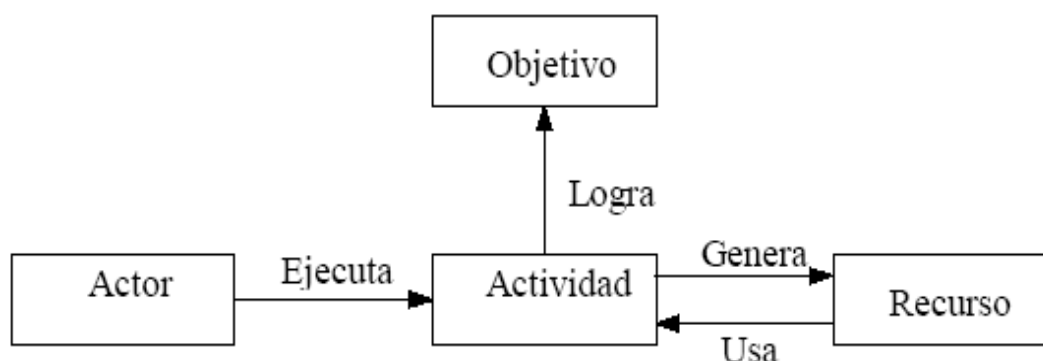 Objetivo
Logra
Actor
Ejecuta
Actividad
Genera
Recurso
Usa